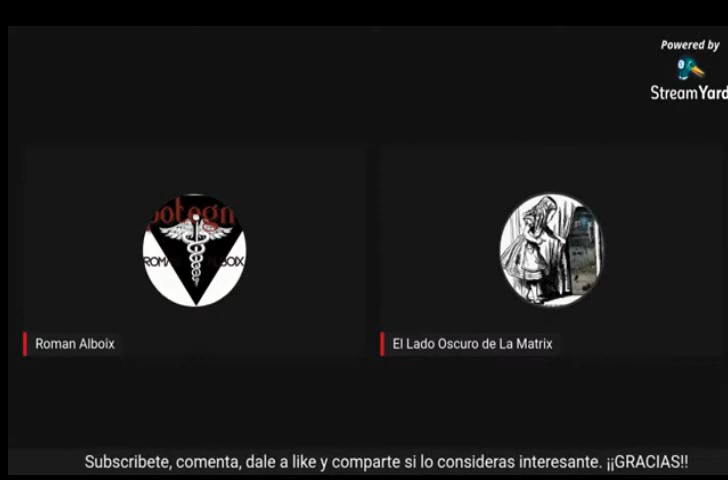 Powered by
StreamYard
Roman Alboix
El Lado Oscuro de La Matrix
Subscribete, comenta, dale a like y comparte si lo consideras interesante. ¡¡GRACIAS!!